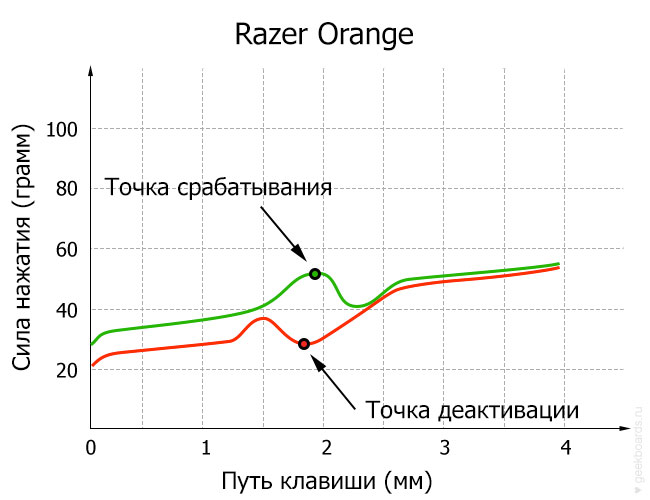 Razer Orange
Сила нажатия (грамм)
100
80
60
40
20
Точка срабатывания
Точка деактивации
0
1
2
3
4
Путь клавиши (мм)
geekboards.ru